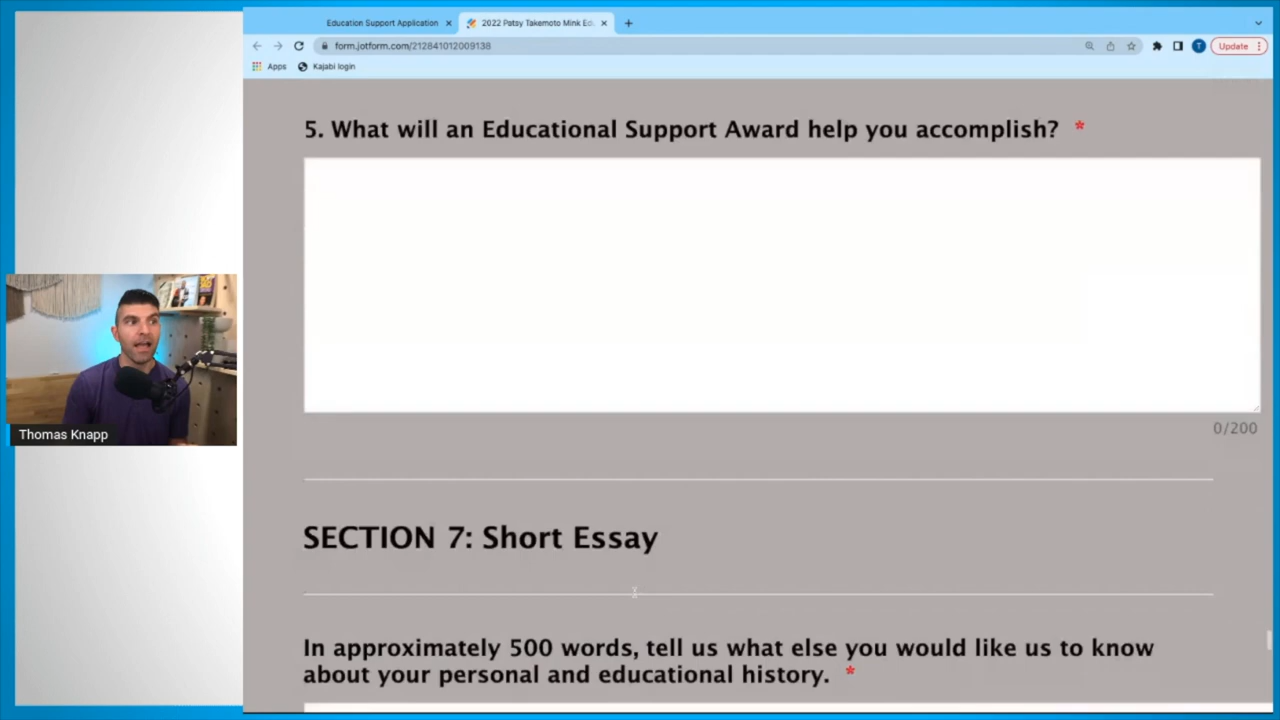 Education Support Application
2022 Patsy Takemoto Mink Ed
form.jotform.com/212841012009138
T
Update
Apps
Kajabi login
5. What will an Educational Support Award help you accomplish? *
0/200
SECTION 7: Short Essay
In approximately 500 words, tell us what else you would like us to know
about your personal and educational history. *
Thomas Knapp